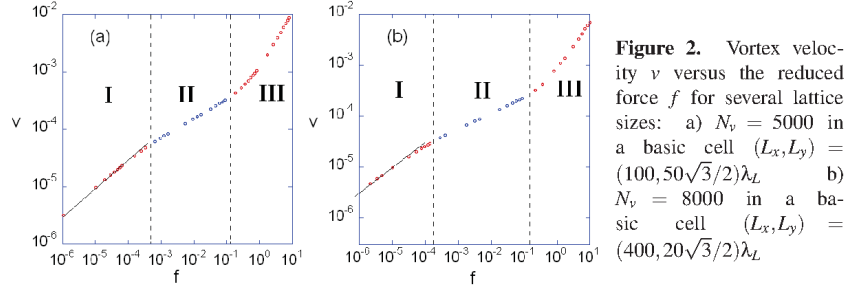 (a)
I
II
III
10^-2
10^-3
10^-4
10^-5
10^-6
v
10^-6 10^-5 10^-4 10^-3 10^-2 10^-1 10^0 10^1
f
(b)
I
II
III
10^-2
10^-3
10^-4
10^-5
10^-6
v
10^-6 10^-5 10^-4 10^-3 10^-2 10^-1 10^0 10^1
f
Figure 2. Vortex veloc-
ity v versus the reduced
force f for several lattice
sizes: a) N_v = 5000 in
a basic cell (L_x,L_y) =
(100,50√3/2)λ_L b)
N_v = 8000 in a ba-
sic cell (L_x,L_y) =
(400,20√3/2)λ_L